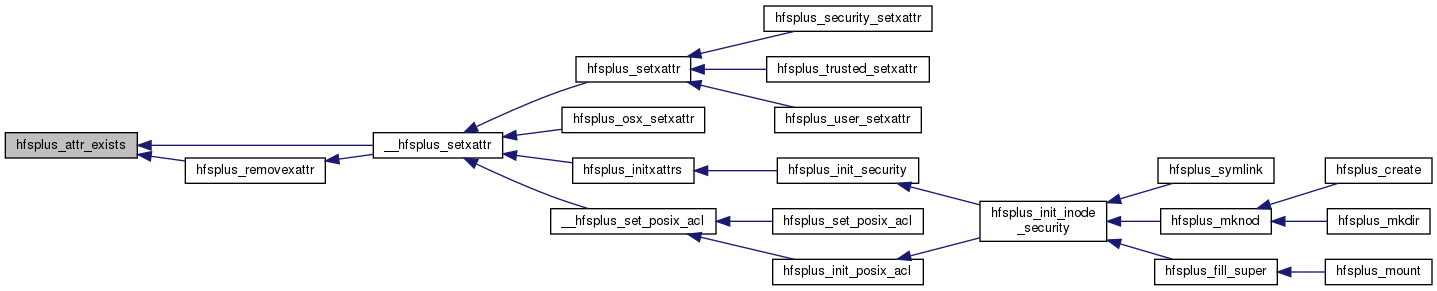 hfsplus_security_setxattr
hfsplus_setxattr
hfsplus_trusted_setxattr
hfsplus_osx_setxattr
hfsplus_user_setxattr
hfsplus_attr_exists
__hfsplus_setxattr
hfsplus_removexattr
hfsplus_initxattrs
hfsplus_init_security
hfsplus_symlink
hfsplus_create
__hfsplus_set_posix_acl
hfsplus_set_posix_acl
hfsplus_init_inode
_security
hfsplus_mknod
hfsplus_mkdir
hfsplus_init_posix_acl
hfsplus_fill_super
hfsplus_mount